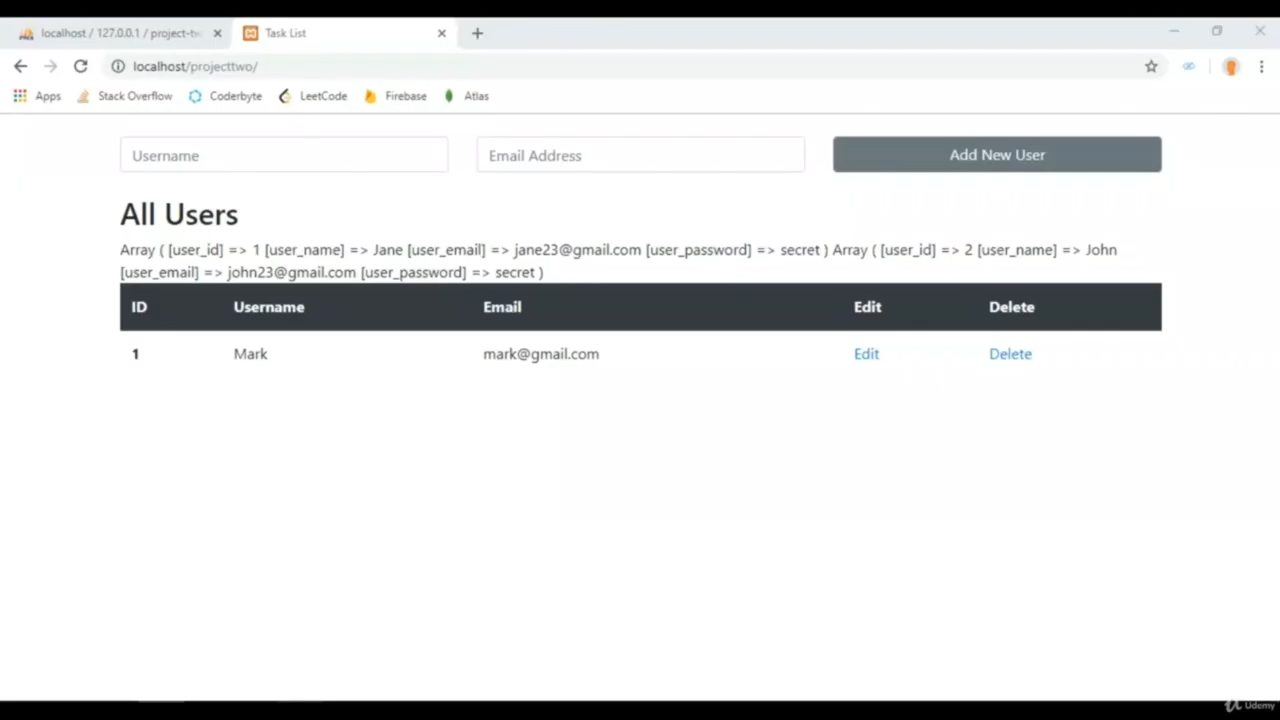 localhost / 127.0.0.1 / project-tw
Task List
localhost/projecttwo/
Apps Stack Overflow Coderbyte LeetCode Firebase Atlas
Username Email Address Add New User
All Users
Array ( [user_id] => 1 [user_name] => Jane [user_email] => jane23@gmail.com [user_password] => secret ) Array ( [user_id] => 2 [user_name] => John
[user_email] => john23@gmail.com [user_password] => secret )
ID Username Email Edit Delete
1 Mark mark@gmail.com Edit Delete
Udemy